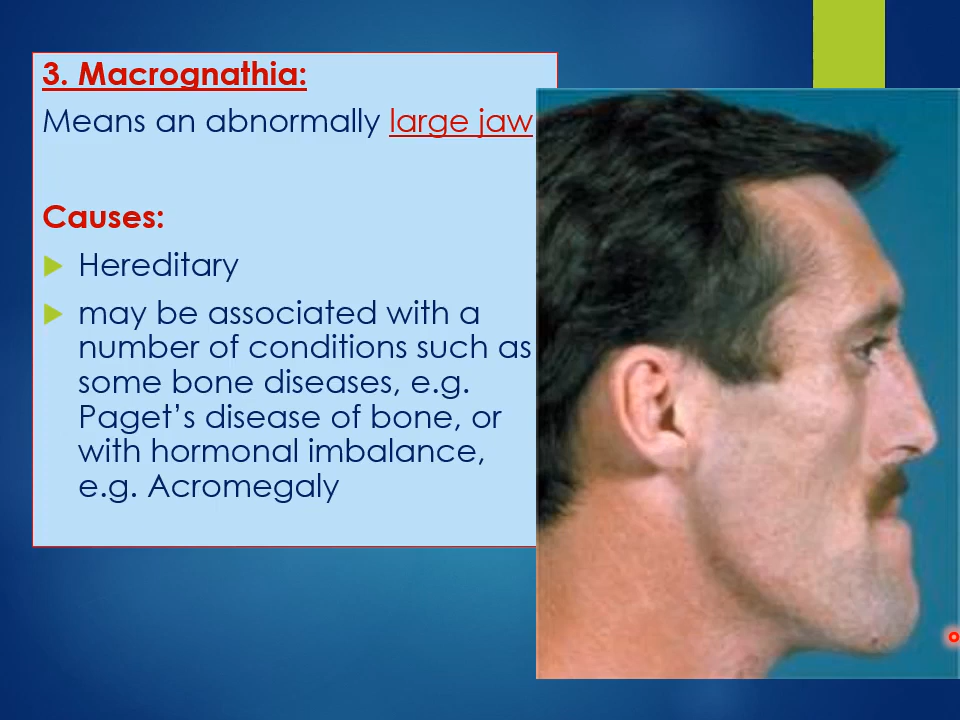 3. Macrognathia:
Means an abnormally large jaw
Causes:
Hereditary
may be associated with a
number of conditions such as
some bone diseases, e.g.
Paget’s disease of bone, or
with hormonal imbalance,
e.g. Acromegaly